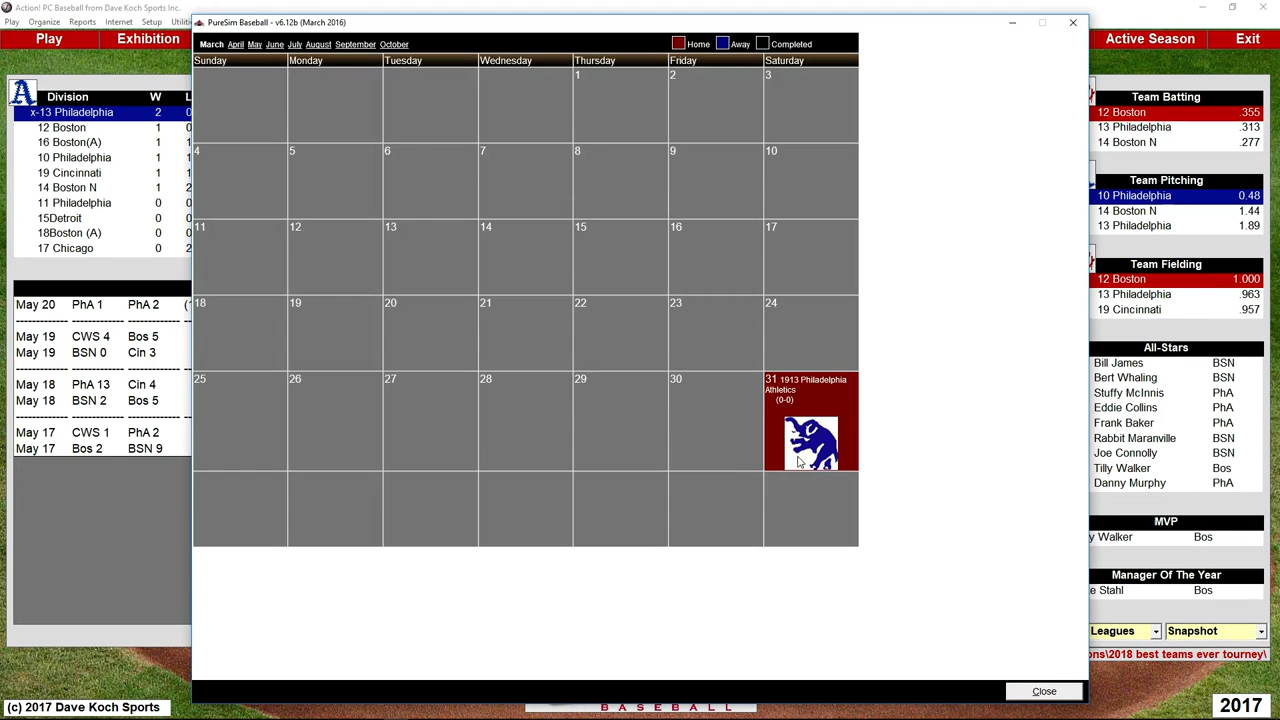 Action! PC Baseball from Dave Koch Sports Inc.
Play Organize Reports Internet Setup Utiliti
Play Exhibition Active Season Exit
PureSim Baseball - v6.12b (March 2016)
March April May June July August September October Home Away Completed
Sunday Monday Tuesday Wednesday Thursday Friday Saturday
1 2 3
4 5 6 7 8 9 10
11 12 13 14 15 16 17
18 19 20 21 22 23 24
25 26 27 28 29 30 31 1913 Philadelphia
Athletics
(0-0)
Close
A
Division W L
x-13 Philadelphia 2 0
12 Boston 1 0
16 Boston(A) 1 1
10 Philadelphia 1 1
19 Cincinnati 1 1
14 Boston N 1 2
11 Philadelphia 0 0
15Detroit 0 0
18Boston (A) 0 0
17 Chicago 0 2
May 20 PhA 1 PhA 2 (1
May 19 CWS 4 Bos 5
May 19 BSN 0 Cin 3
May 18 PhA 13 Cin 4
May 18 BSN 2 Bos 5
May 17 CWS 1 PhA 2
May 17 Bos 2 BSN 9
Team Batting
12 Boston .355
13 Philadelphia .313
14 Boston N .277
Team Pitching
10 Philadelphia 0.48
14 Boston N 1.44
13 Philadelphia 1.89
Team Fielding
12 Boston 1.000
13 Philadelphia .963
19 Cincinnati .957
All-Stars
Bill James BSN
Bert Whaling BSN
Stuffy McInnis PhA
Eddie Collins PhA
Frank Baker PhA
Rabbit Maranville BSN
Joe Connolly BSN
Tilly Walker Bos
Danny Murphy PhA
MVP
y Walker Bos
Manager Of The Year
e Stahl Bos
Leagues Snapshot
ons\2018 best teams ever tourney\
(c) 2017 Dave Koch Sports
BASEBALL
2017